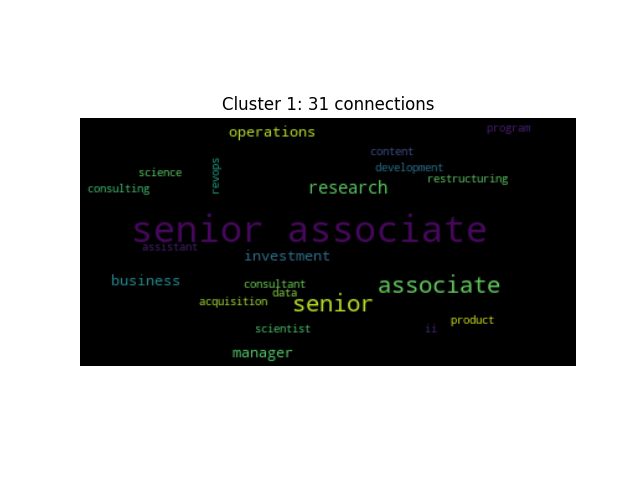 Cluster 1: 31 connections
operations
program
content
development
science
revops
restructuring
consulting
research
senior associate
assistant
investment
business
consultant
associate
data
acquisition
senior
product
scientist
ii
manager